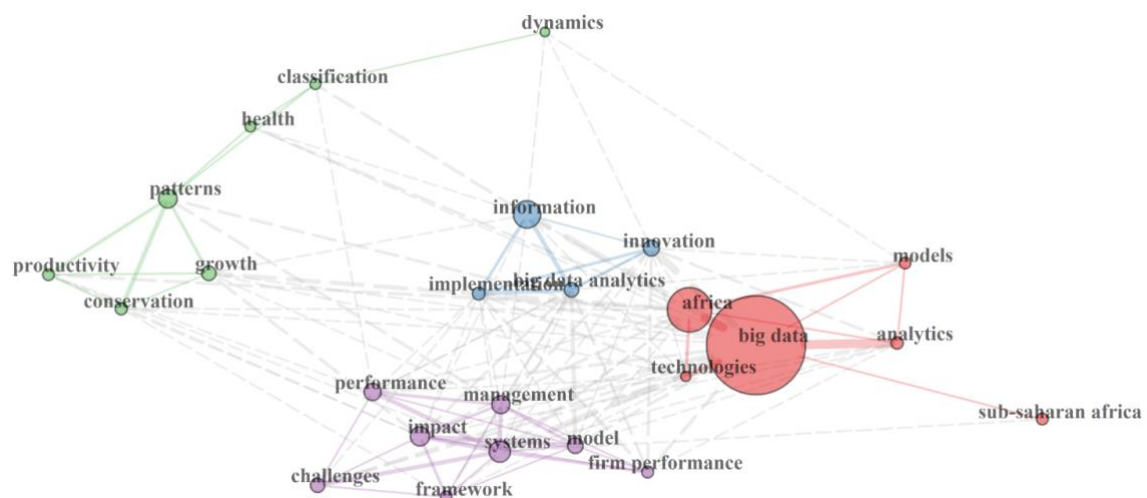 dynamics
classification
health
patterns
information
innovation
models
productivity
growth
implementation
big data analytics
conservation
africa
big data
analytics
technologies
performance
management
sub-saharan africa
impact
systems
model
firm performance
challenges
framework